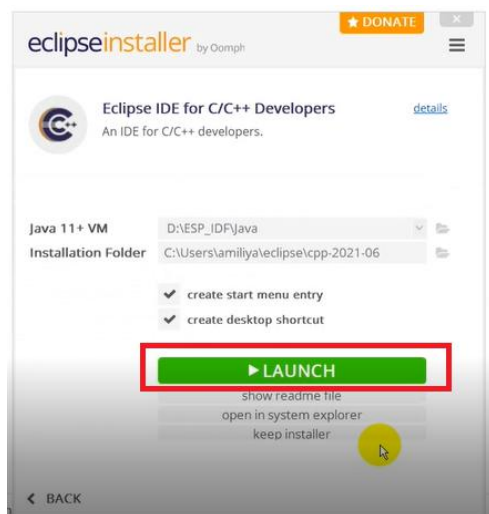 ★ DONATE
eclipseinstaller by Oomph
Eclipse IDE for C/C++ Developers
details
An IDE for C/C++ developers.
Java 11+ VM
D:\ESP_IDF\Java
Installation Folder
C:\Users\amiliya\eclipse\cpp-2021-06
create start menu entry
create desktop shortcut
LAUNCH
show readme file
open in system explorer
keep installer
BACK